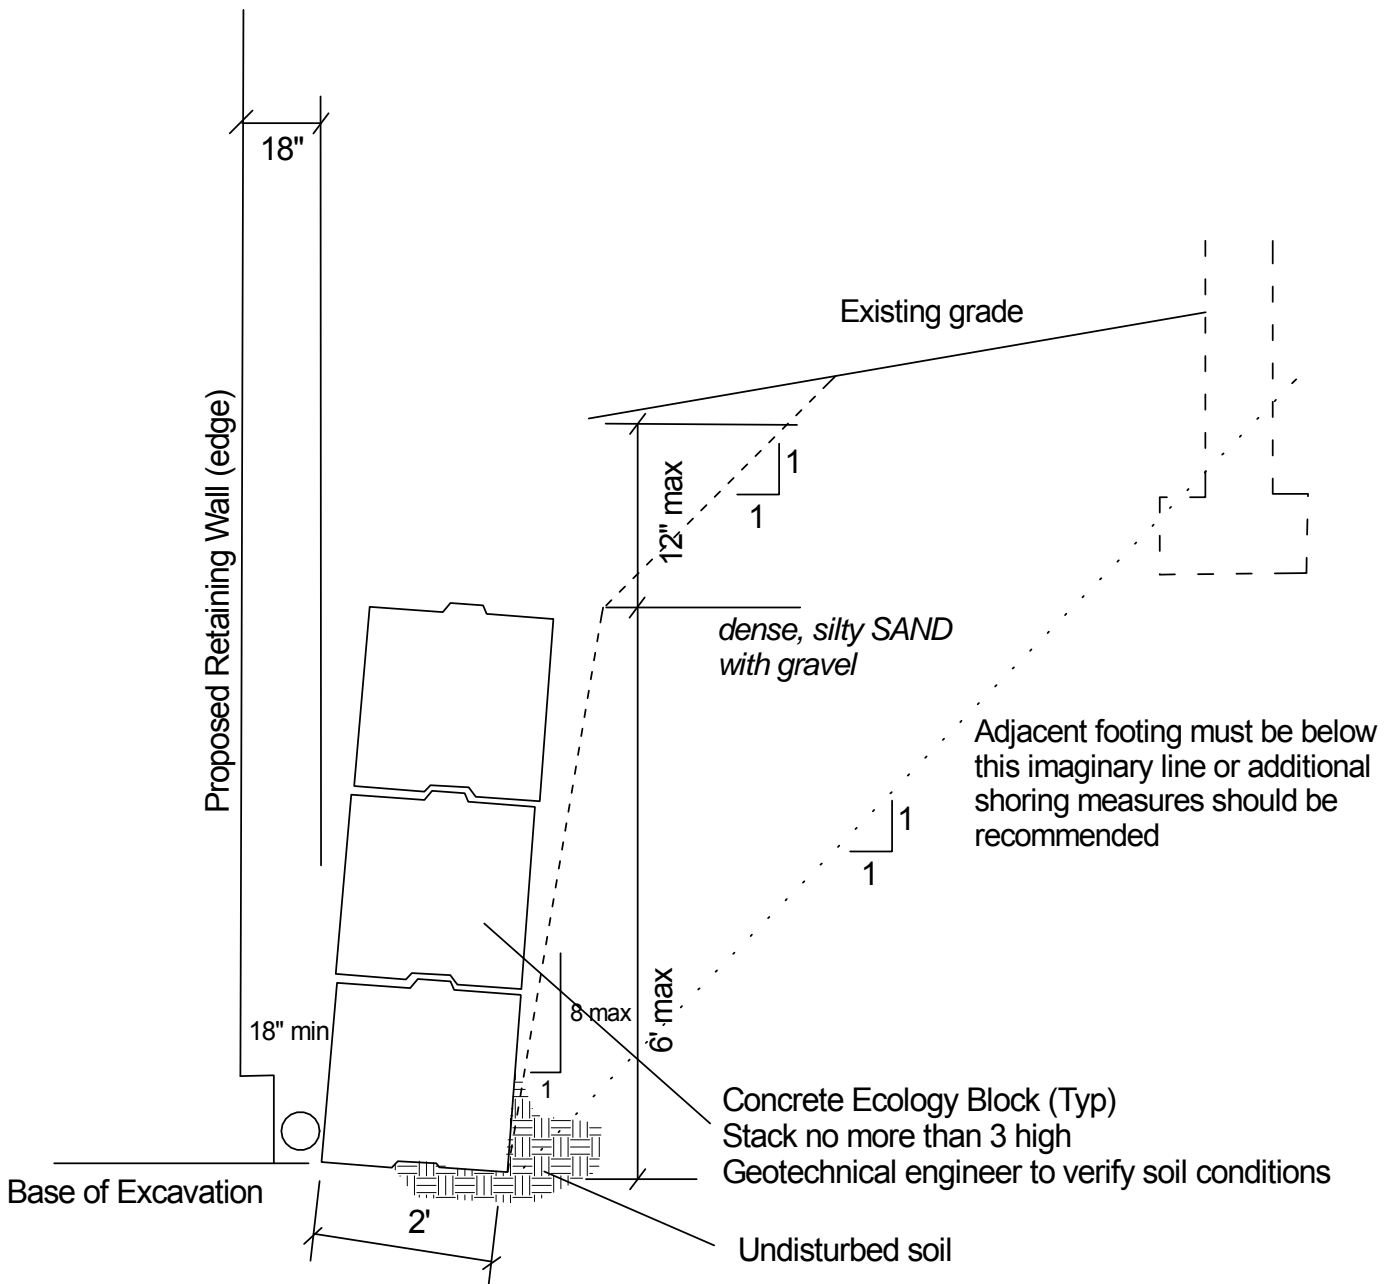 18"
Existing grade
Proposed Retaining Wall (edge)
1
1
12" max
dense, silty SAND
with gravel
Adjacent footing must be below
this imaginary line or additional
shoring measures should be
recommended
1
1
8 max
6' max
18" min
1
Concrete Ecology Block (Typ)
Stack no more than 3 high
Geotechnical engineer to verify soil conditions
Base of Excavation
2'
Undisturbed soil